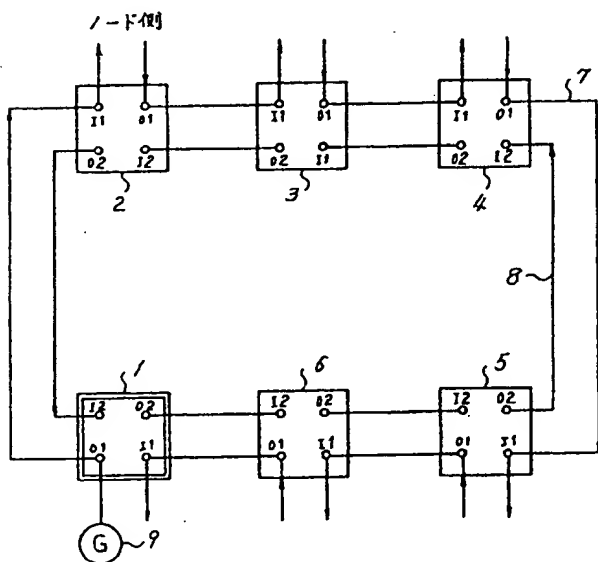 ノード側
I1 O1 I1 O1 I1 O1 7
O2 I2 O2 I1 O2 I2
2 3 4
8
1 6 5
I2 O2 I2 O2 I2 O2
O1 I1 O1 I1 O1 I1
G 9